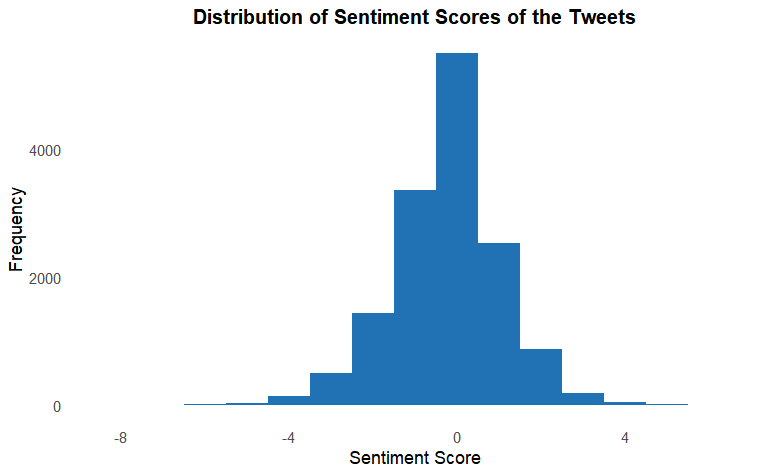 Distribution of Sentiment Scores of the Tweets
Frequency
4000
2000
0
-8 -4 0 4
Sentiment Score